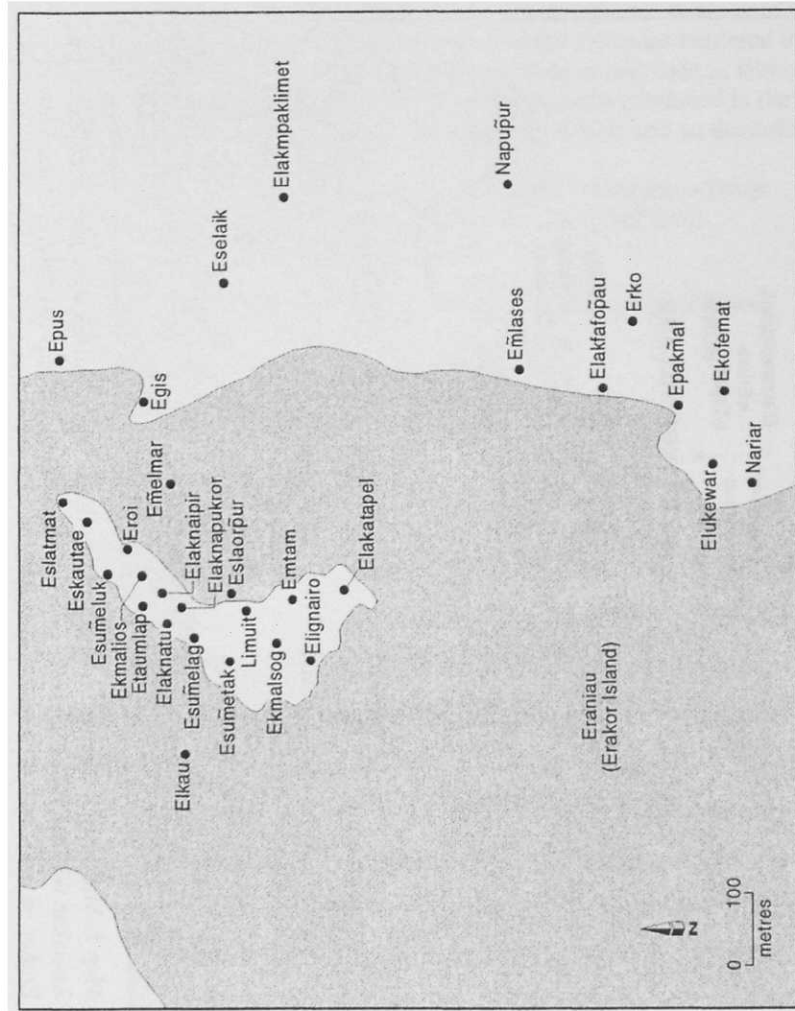 Epus
Egis
Eselaik
Elakmpaklimet
Napup̃ur
Em̃lases
Elakfafop̃au
Erko
Epakm̃al
Ekofemat
Elukewar
Nariar
Eslatmat
Eskautae
Eroi
Em̃elmar
Esum̃eluk
Ekmalios
Etaumlap
Elaknatu
Elaknaipir
Elaknapukror
Eslaorp̃ur
Esum̃elag
Esum̃etak
Limuit
Emtam
Ekmalsog
Elignairo
Elakatapel
Elkau
Eraniau
(Erakor Island)
N
0 100
metres